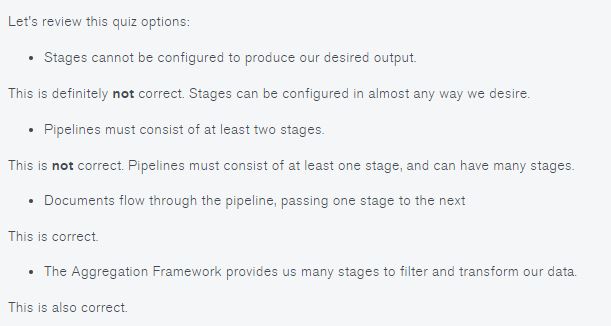 Let's review this quiz options:
• Stages cannot be configured to produce our desired output.
This is definitely not correct. Stages can be configured in almost any way we desire.
• Pipelines must consist of at least two stages.
This is not correct. Pipelines must consist of at least one stage, and can have many stages.
• Documents flow through the pipeline, passing one stage to the next
This is correct.
• The Aggregation Framework provides us many stages to filter and transform our data.
This is also correct.